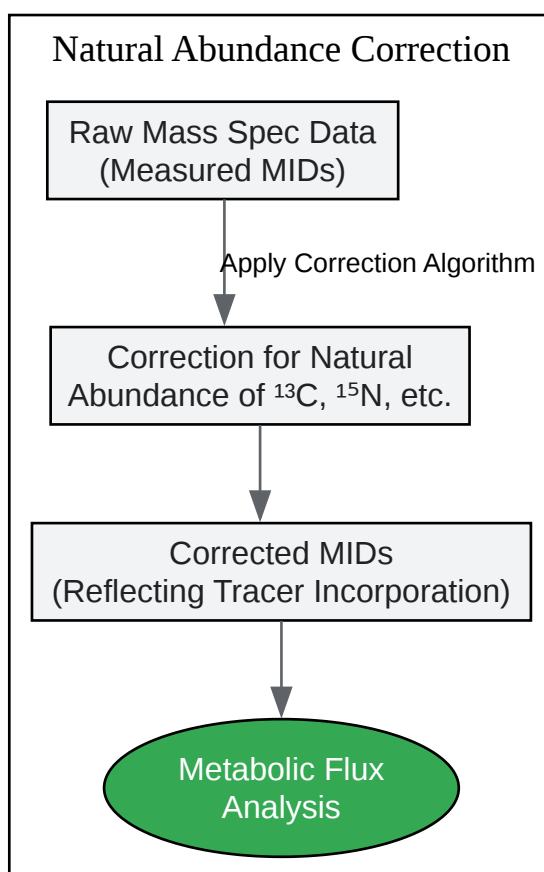 Natural Abundance Correction
Raw Mass Spec Data
(Measured MIDs)
Apply Correction Algorithm
Correction for Natural
Abundance of ¹³C, ¹⁵N, etc.
Corrected MIDs
(Reflecting Tracer Incorporation)
Metabolic Flux
Analysis